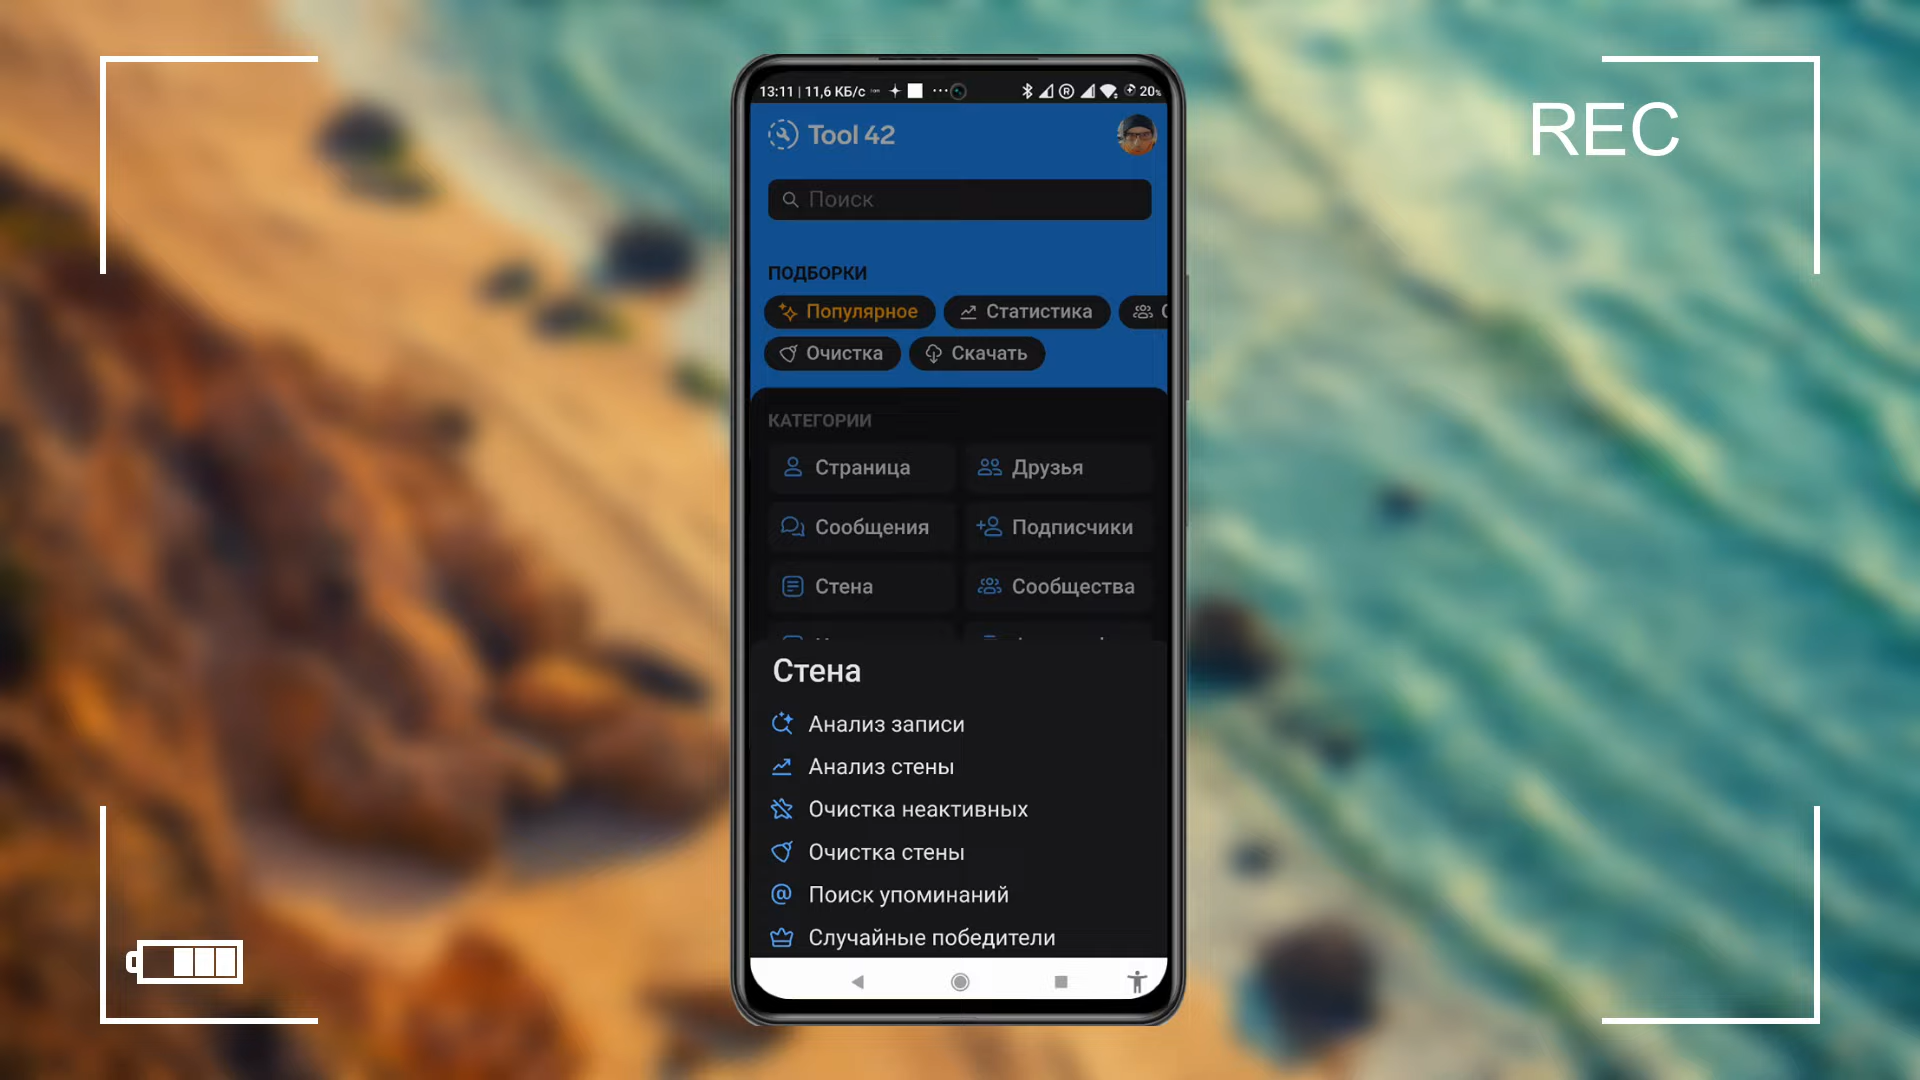 REC
13:11 | 11,6 КБ/с
20%
Tool 42
Поиск
ПОДБОРКИ
Популярное
Статистика
С
Очистка
Скачать
КАТЕГОРИИ
Страница
Друзья
Сообщения
Подписчики
Стена
Сообщества
Стена
Анализ записи
Анализ стены
Очистка неактивных
Очистка стены
Поиск упоминаний
Случайные победители